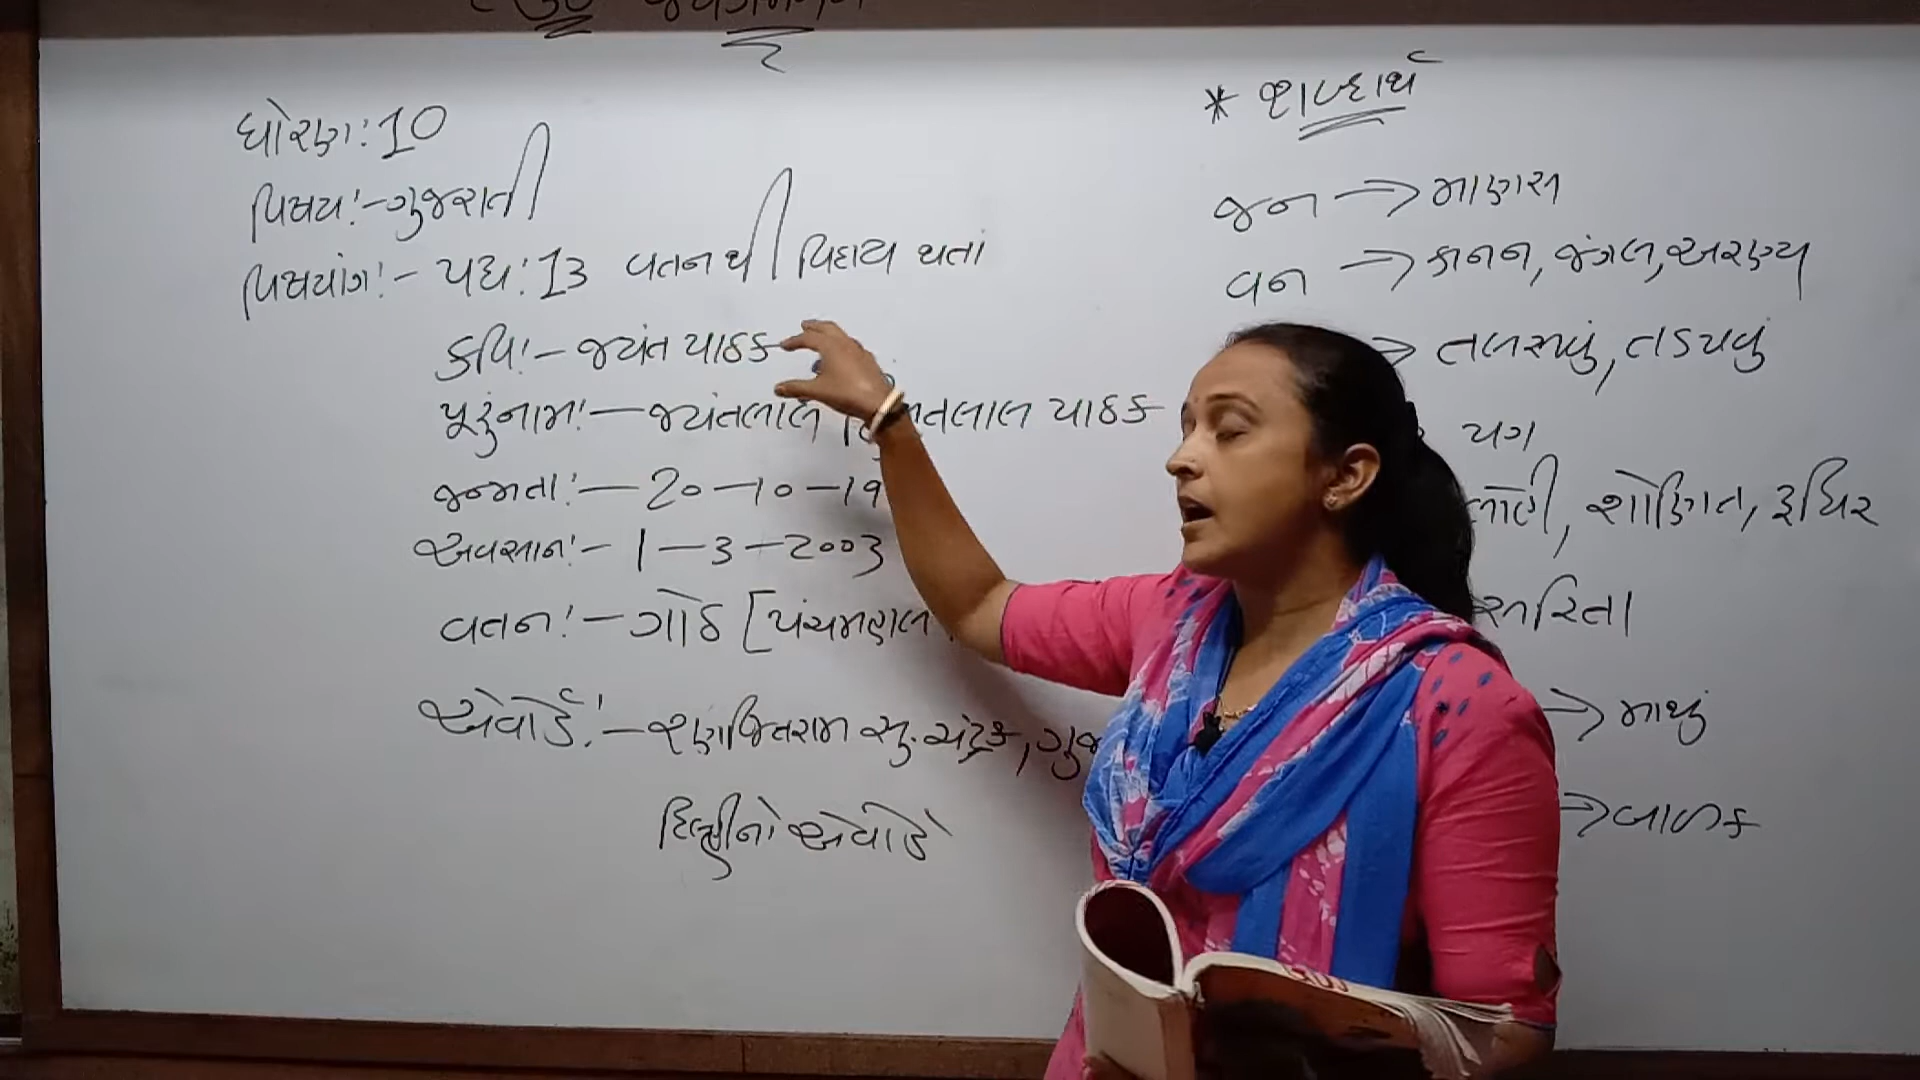 ધોરણ: 10
વિષય:- ગુજરાતી
વિષયાંગ:- પદ્ય: 13 વતનથી વિદાય થતાં
કવિ:- જયંત પાઠક
પૂરુંનામ:- જયંતલાલ હિંમતલાલ પાઠક
જન્મતા:- 20-10-19
અવસાન:- 1-3-2003
વતન:- ગોઠ [પંચમહાલ
એવોર્ડ:- રણજિતરામ સુ. ચંદ્રક, ગુજ
દિલ્હીનો એવોર્ડ
* શબ્દાર્થ
જન → માણસ
વન → કાનન, જંગલ, અરણ્ય
→ તલસવું, તડપવું
પગ
લોહી, શોણિત, રૂધિર
સરિતા
→ માથું
→ બાળક